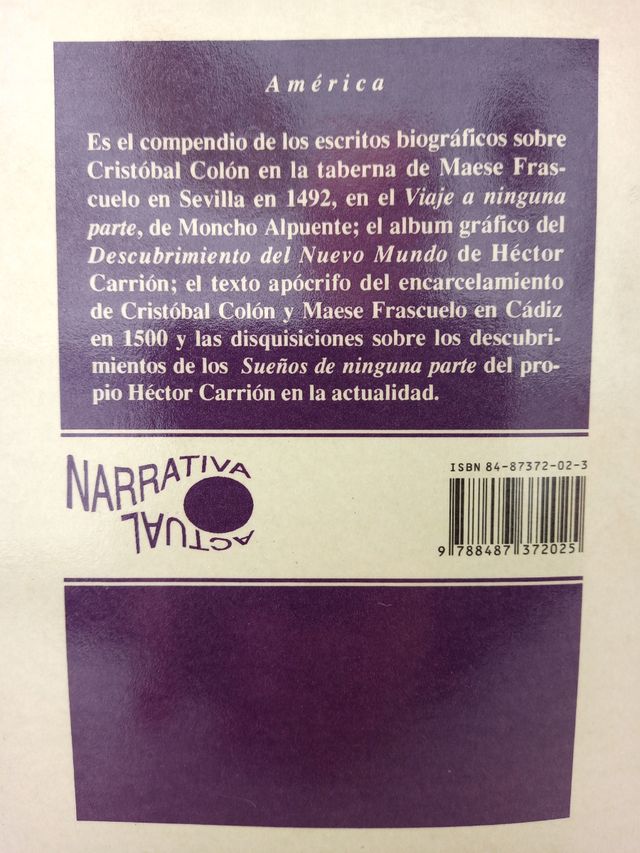 América
Es el compendio de los escritos biográficos sobre
Cristóbal Colón en la taberna de Maese Fras-
cuelo en Sevilla en 1492, en el Viaje a ninguna
parte, de Moncho Alpuente; el album gráfico del
Descubrimiento del Nuevo Mundo de Héctor
Carrión; el texto apócrifo del encarcelamiento
de Cristóbal Colón y Maese Frascuelo en Cádiz
en 1500 y las disquisiciones sobre los descubri-
mientos de los Sueños de ninguna parte del pro-
pio Héctor Carrión en la actualidad.
NARRATIVA
ACTUAL
ISBN 84-87372-02-3
9 788487 372025